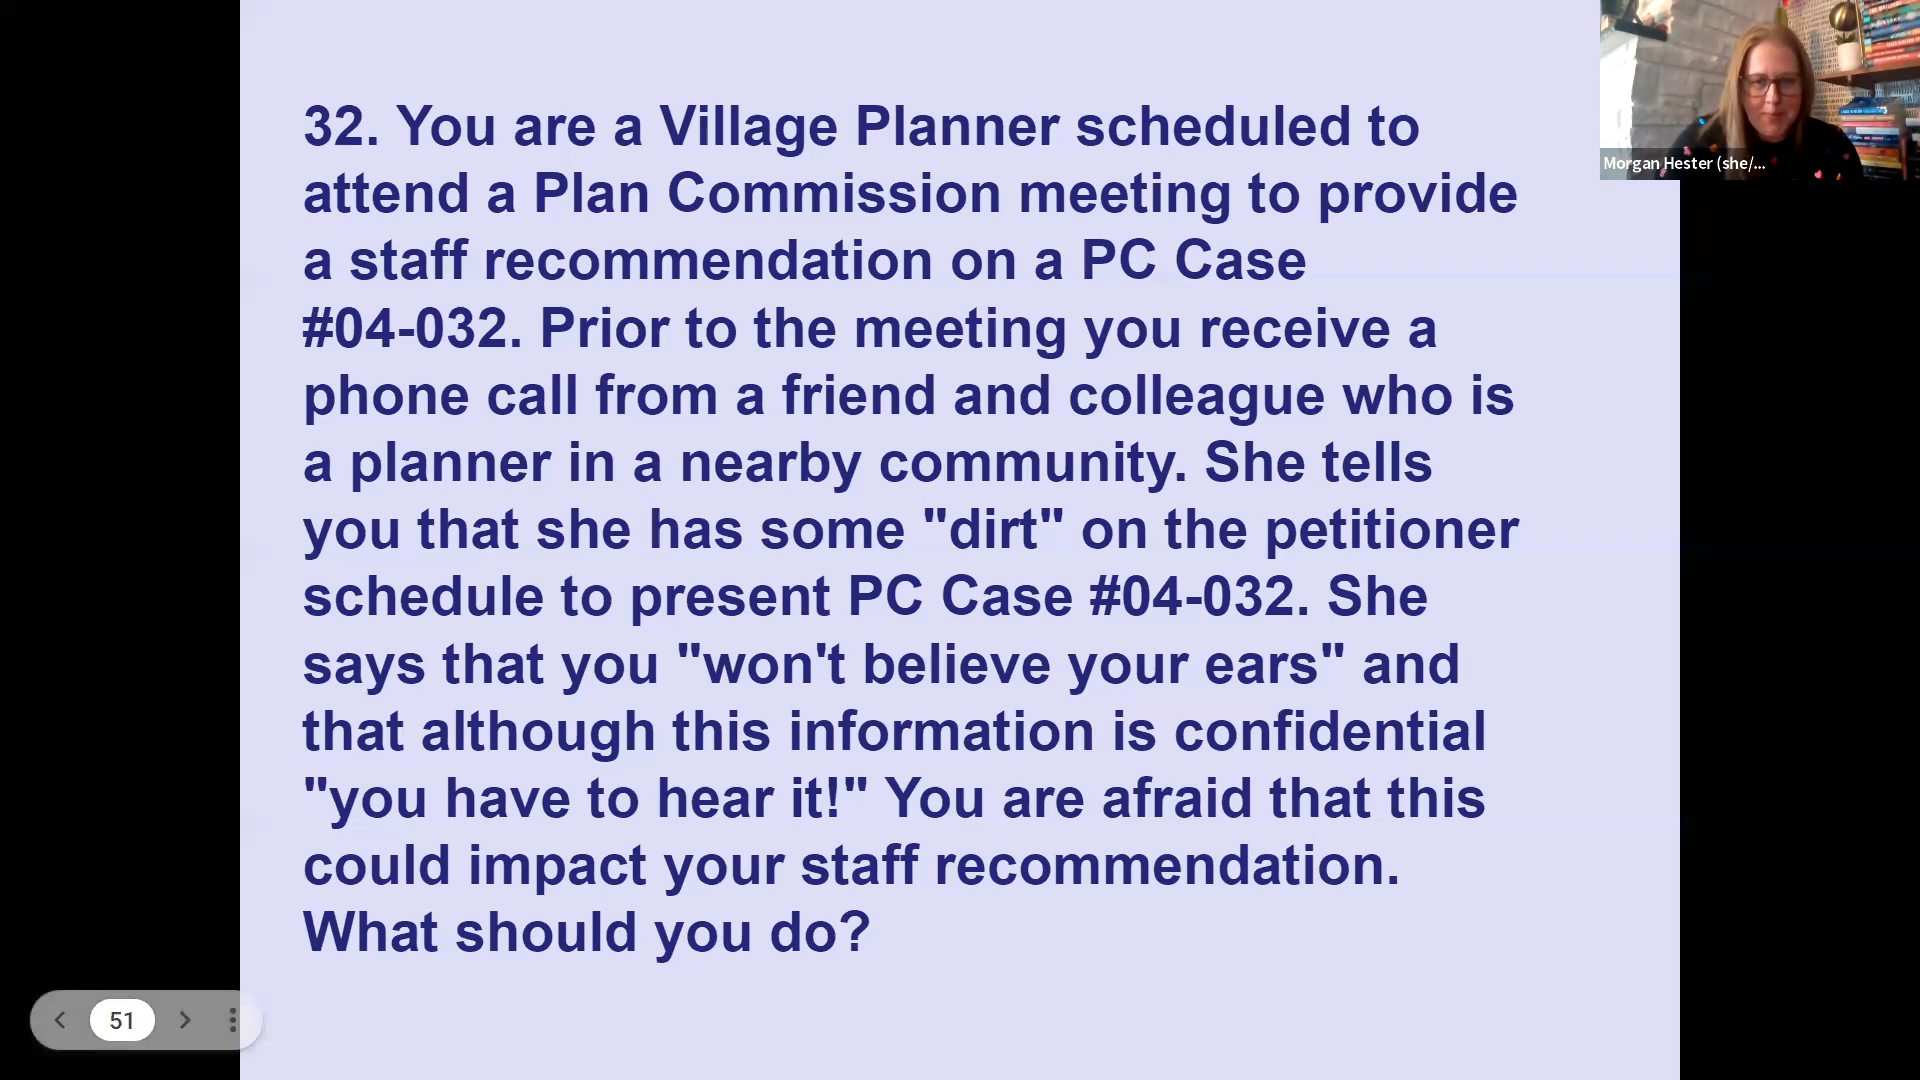 32. You are a Village Planner scheduled to
attend a Plan Commission meeting to provide
a staff recommendation on a PC Case
#04-032. Prior to the meeting you receive a
phone call from a friend and colleague who is
a planner in a nearby community. She tells
you that she has some "dirt" on the petitioner
schedule to present PC Case #04-032. She
says that you "won't believe your ears" and
that although this information is confidential
"you have to hear it!" You are afraid that this
could impact your staff recommendation.
What should you do?
Morgan Hester (she/...
51